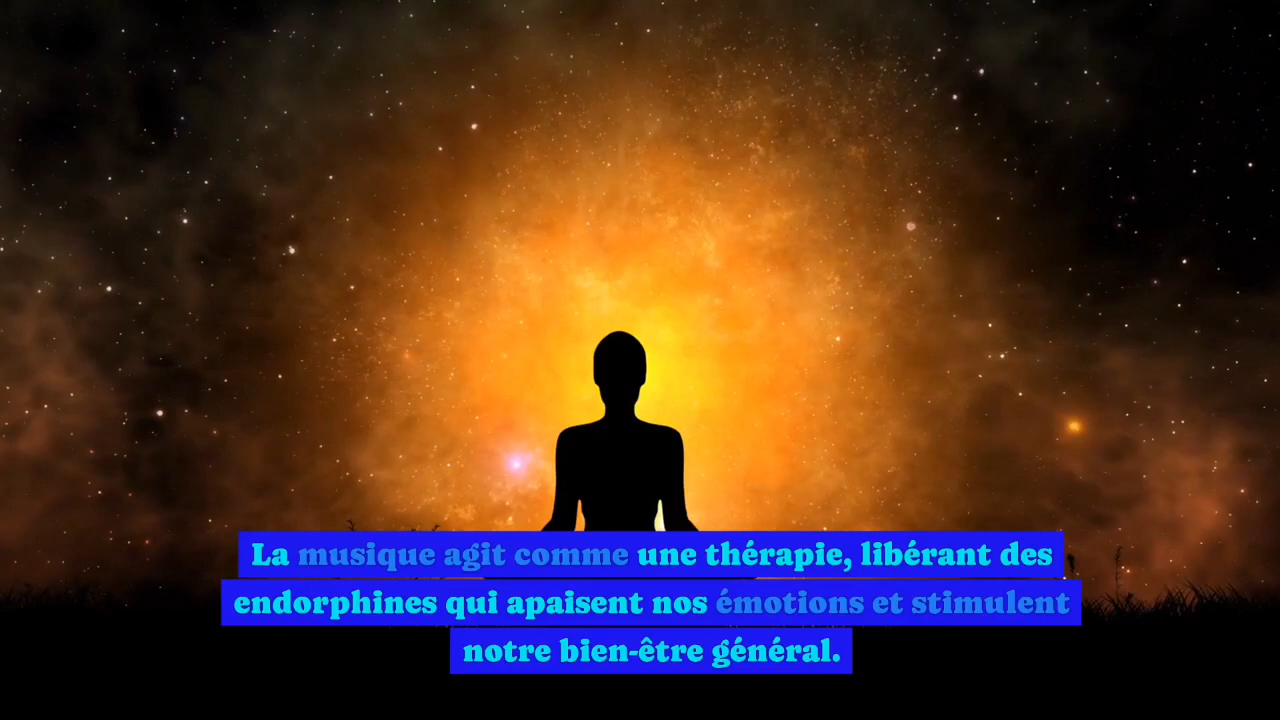 La musique agit comme une thérapie, libérant des
endorphines qui apaisent nos émotions et stimulent
notre bien-être général.